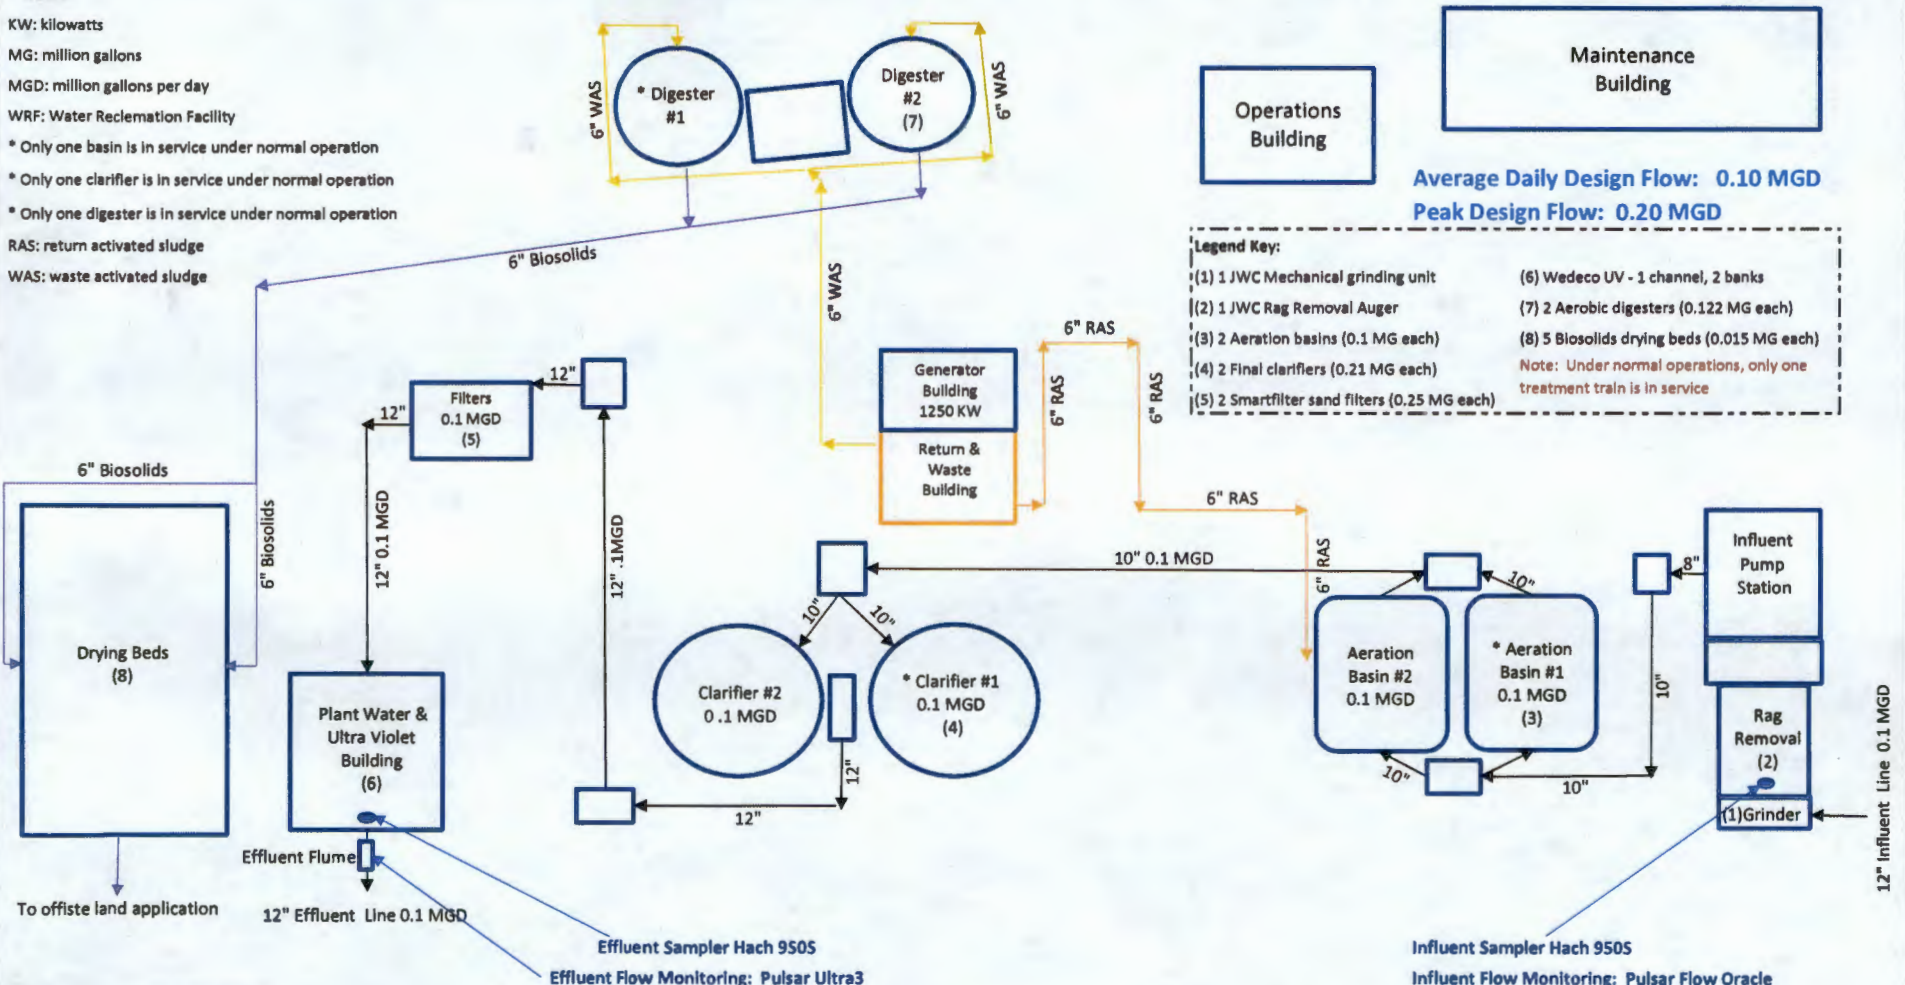 KW: kilowatts
MG: million gallons
MGD: million gallons per day
WRF: Water Reclemation Facility
* Only one basin is in service under normal operation
* Only one clarifier is in service under normal operation
* Only one digester is in service under normal operation
RAS: return activated sludge
WAS: waste activated sludge
6" WAS
* Digester
#1
Digester
#2
(7)
6" WAS
Operations
Building
Maintenance
Building
Average Daily Design Flow: 0.10 MGD
Peak Design Flow: 0.20 MGD
Legend Key:
(1) 1 JWC Mechanical grinding unit
(2) 1 JWC Rag Removal Auger
(3) 2 Aeration basins (0.1 MG each)
(4) 2 Final clarifiers (0.21 MG each)
(5) 2 Smartfilter sand filters (0.25 MG each)
(6) Wedeco UV - 1 channel, 2 banks
(7) 2 Aerobic digesters (0.122 MG each)
(8) 5 Biosolids drying beds (0.015 MG each)
Note: Under normal operations, only one
treatment train is in service
6" Biosolids
6" WAS
Generator
Building
1250 KW
Return &
Waste
Building
6" RAS
6" RAS
6" RAS
6" RAS
6" RAS
12"
Filters
0.1 MGD
(5)
12"
6" Biosolids
6" Biosolids
12" 0.1 MGD
12" .1MGD
Drying Beds
(8)
Plant Water &
Ultra Violet
Building
(6)
10" 0.1 MGD
10"
10"
Clarifier #2
0 .1 MGD
* Clarifier #1
0.1 MGD
(4)
12"
12"
10"
Aeration
Basin #2
0.1 MGD
* Aeration
Basin #1
0.1 MGD
(3)
10"
10"
10"
8"
Influent
Pump
Station
Rag
Removal
(2)
(1)Grinder
12" Influent Line 0.1 MGD
Effluent Flume
To offiste land application
12" Effluent Line 0.1 MGD
Effluent Sampler Hach 950S
Effluent Flow Monitoring: Pulsar Ultra3
Influent Sampler Hach 950S
Influent Flow Monitoring: Pulsar Flow Oracle